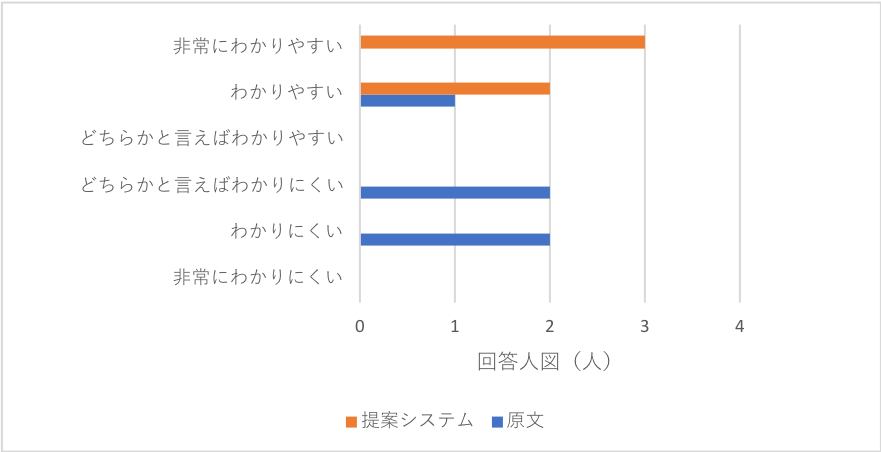 非常にわかりやすい
わかりやすい
どちらかと言えばわかりやすい
どちらかと言えばわかりにくい
わかりにくい
非常にわかりにくい
0 1 2 3 4
回答人図（人）
提案システム 原文